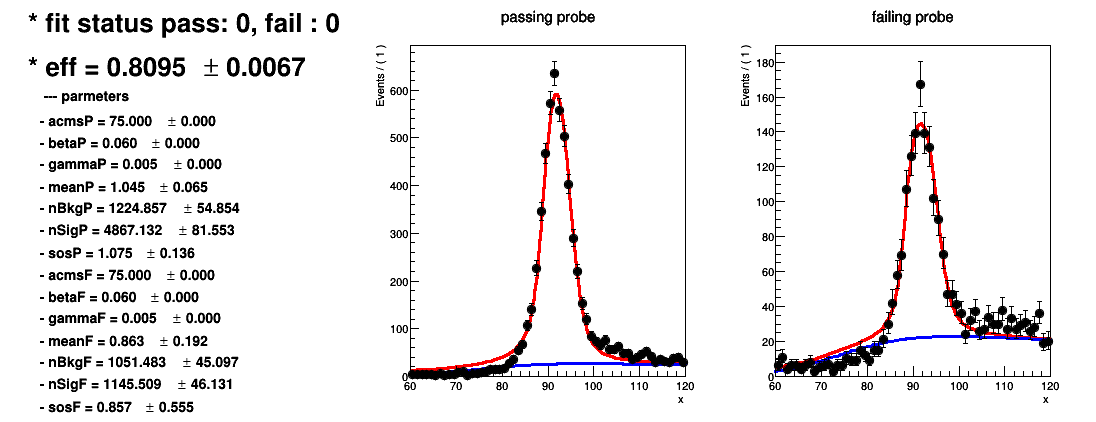 * fit status pass: 0, fail : 0
* eff = 0.8095 ± 0.0067
--- parmeters
- acmsP = 75.000 ± 0.000
- betaP = 0.060 ± 0.000
- gammaP = 0.005 ± 0.000
- meanP = 1.045 ± 0.065
- nBkgP = 1224.857 ± 54.854
- nSigP = 4867.132 ± 81.553
- sosP = 1.075 ± 0.136
- acmsF = 75.000 ± 0.000
- betaF = 0.060 ± 0.000
- gammaF = 0.005 ± 0.000
- meanF = 0.863 ± 0.192
- nBkgF = 1051.483 ± 45.097
- nSigF = 1145.509 ± 46.131
- sosF = 0.857 ± 0.555
passing probe
Events / ( 1 )
600
500
400
300
200
100
0
60 70 80 90 100 110 120
x
failing probe
Events / ( 1 )
180
160
140
120
100
80
60
40
20
0
60 70 80 90 100 110 120
x